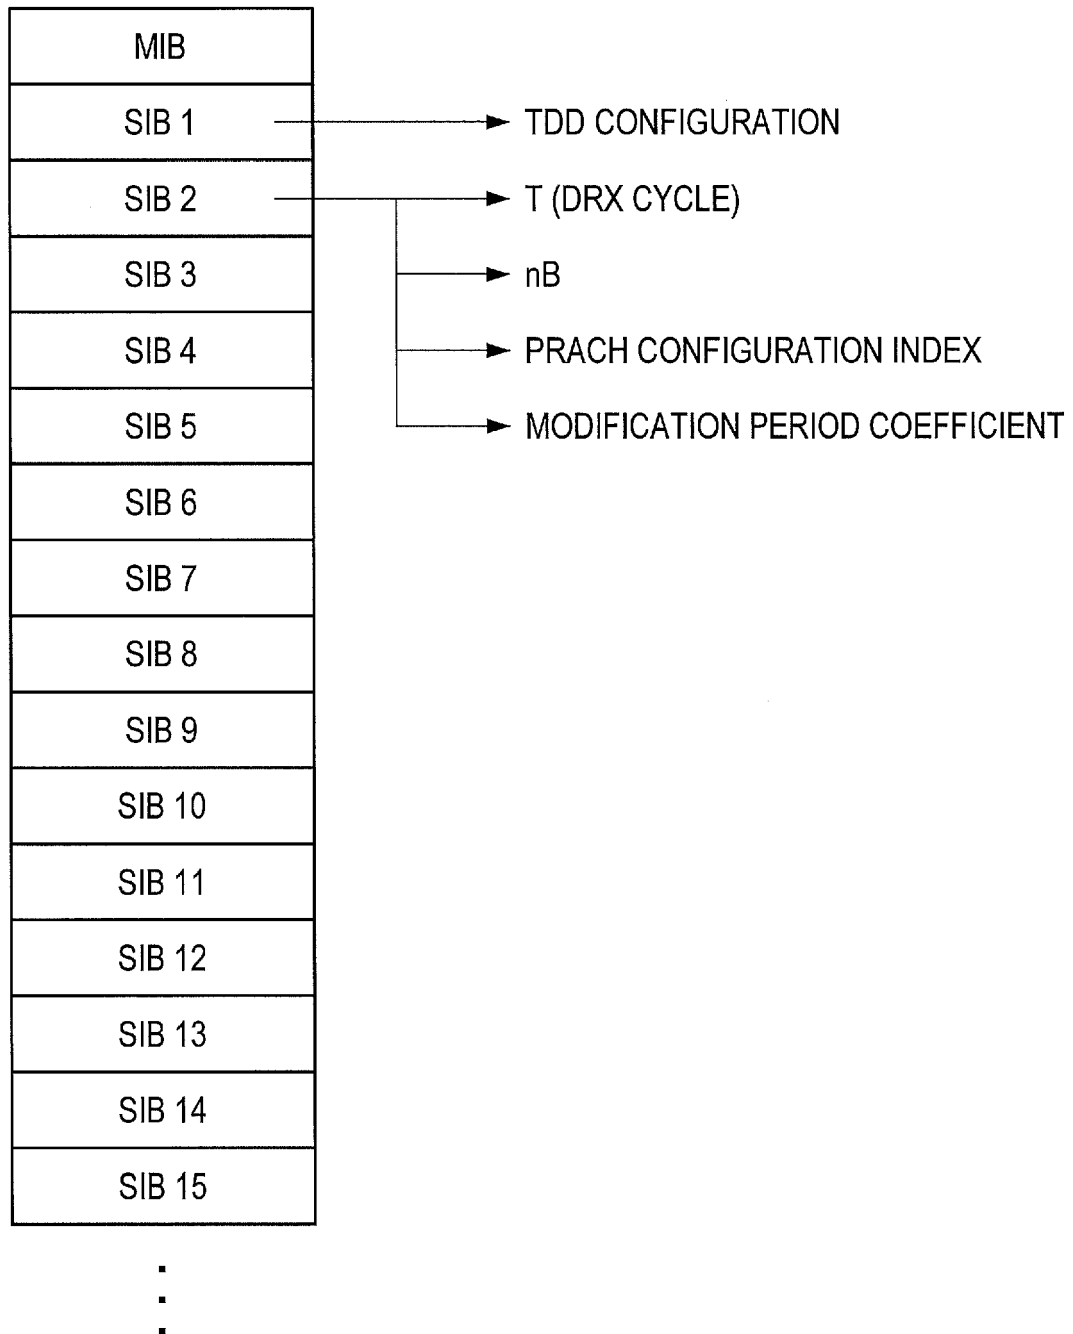 MIB
SIB 1
TDD CONFIGURATION
SIB 2
T (DRX CYCLE)
SIB 3
nB
SIB 4
PRACH CONFIGURATION INDEX
SIB 5
MODIFICATION PERIOD COEFFICIENT
SIB 6
SIB 7
SIB 8
SIB 9
SIB 10
SIB 11
SIB 12
SIB 13
SIB 14
SIB 15